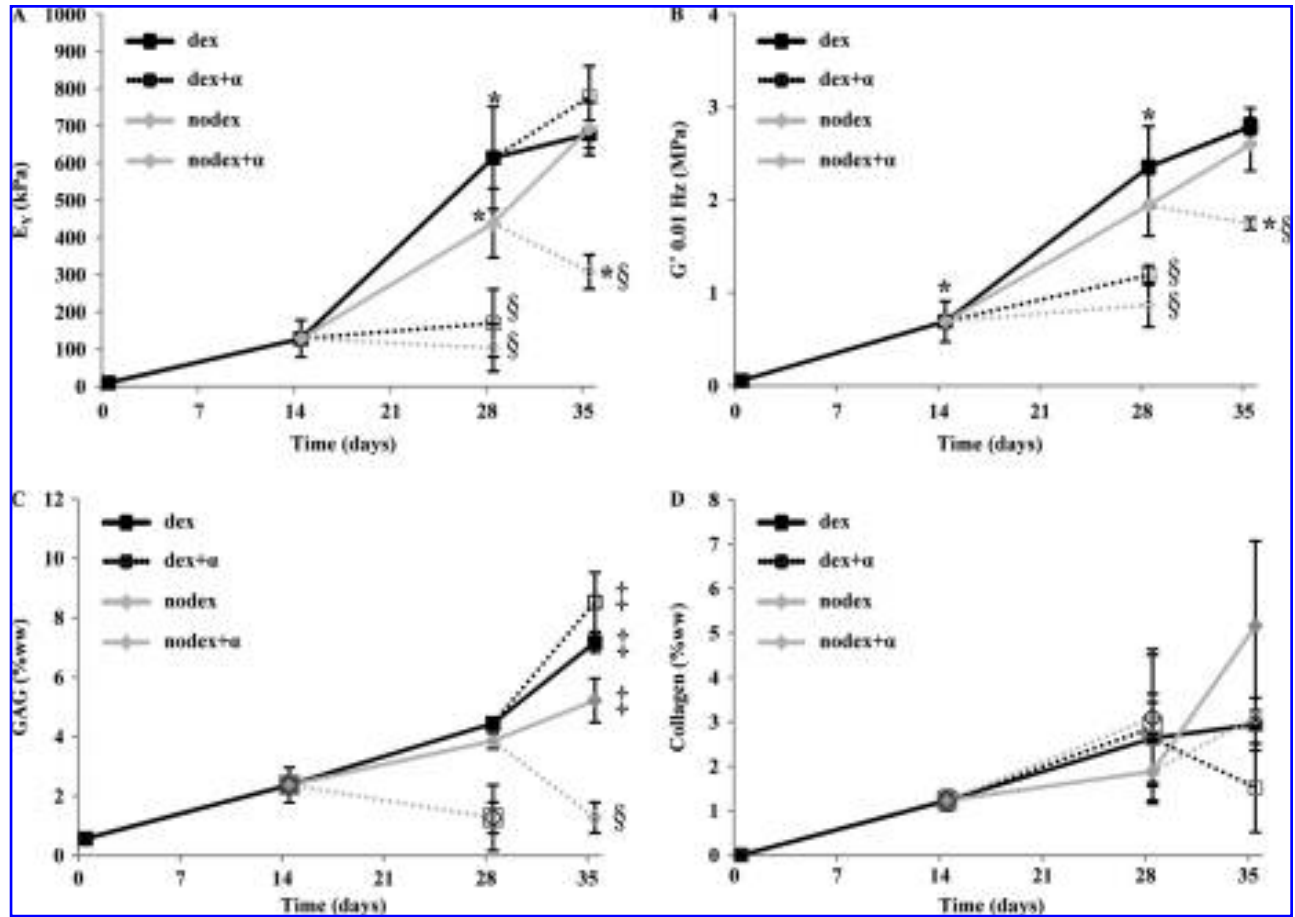 A
1000
900
800
700
600
500
400
300
200
100
0
E_Y (kPa)
dex
dex+α
nodex
nodex+α
*
*
*§
§
§
0 7 14 21 28 35
Time (days)
B
4
3
2
1
0
G' 0.01 Hz (MPa)
dex
dex+α
nodex
nodex+α
*
*
*§
§
§
0 7 14 21 28 35
Time (days)
C
12
10
8
6
4
2
0
GAG (%ww)
dex
dex+α
nodex
nodex+α
‡
‡
‡
§
0 7 14 21 28 35
Time (days)
D
8
7
6
5
4
3
2
1
0
Collagen (%ww)
dex
dex+α
nodex
nodex+α
0 7 14 21 28 35
Time (days)